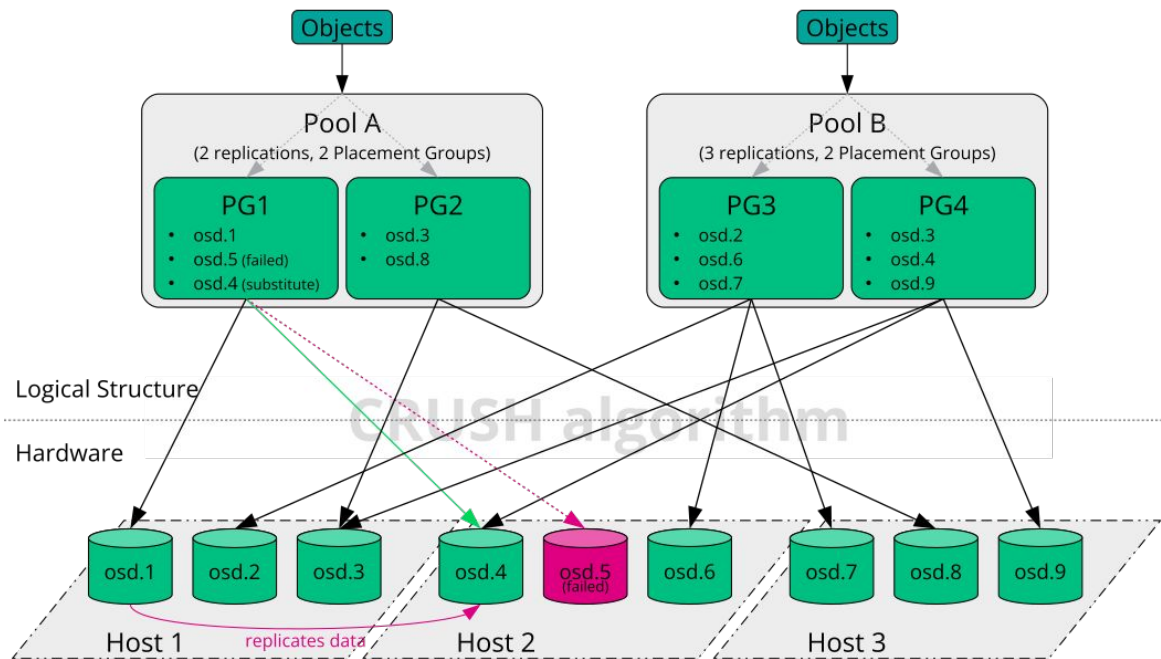 Objects
Objects
Pool A
(2 replications, 2 Placement Groups)
PG1
• osd.1
• osd.5 (failed)
• osd.4 (substitute)
PG2
• osd.3
• osd.8
Pool B
(3 replications, 2 Placement Groups)
PG3
• osd.2
• osd.6
• osd.7
PG4
• osd.3
• osd.4
• osd.9
Logical Structure
CRUSH algorithm
Hardware
osd.1
osd.2
osd.3
osd.4
osd.5
(failed)
osd.6
osd.7
osd.8
osd.9
replicates data
Host 1
Host 2
Host 3